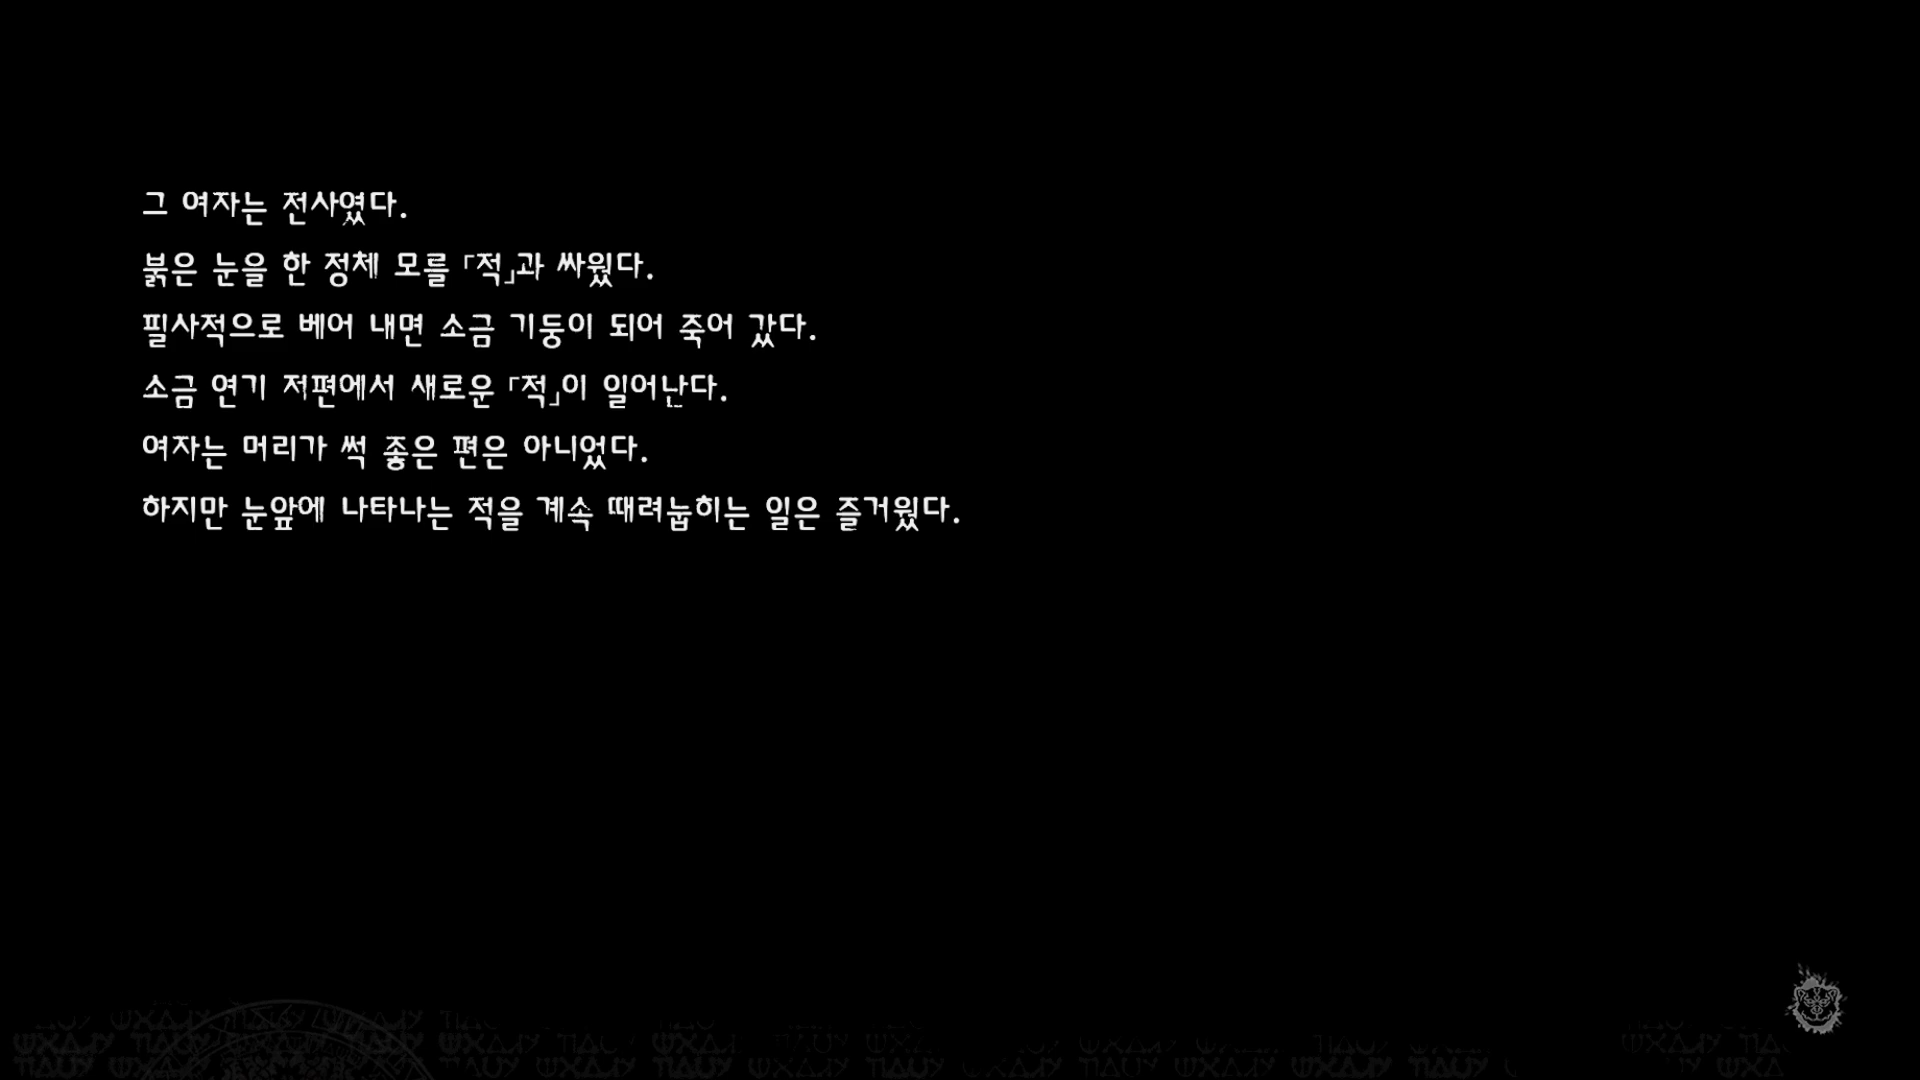 그 여자는 전사였다.
붉은 눈을 한 정체 모를 「적」과 싸웠다.
필사적으로 베어 내면 소금 기둥이 되어 죽어 갔다.
소금 연기 저편에서 새로운 「적」이 일어난다.
여자는 머리가 썩 좋은 편은 아니었다.
하지만 눈앞에 나타나는 적을 계속 때려눕히는 일은 즐거웠다.